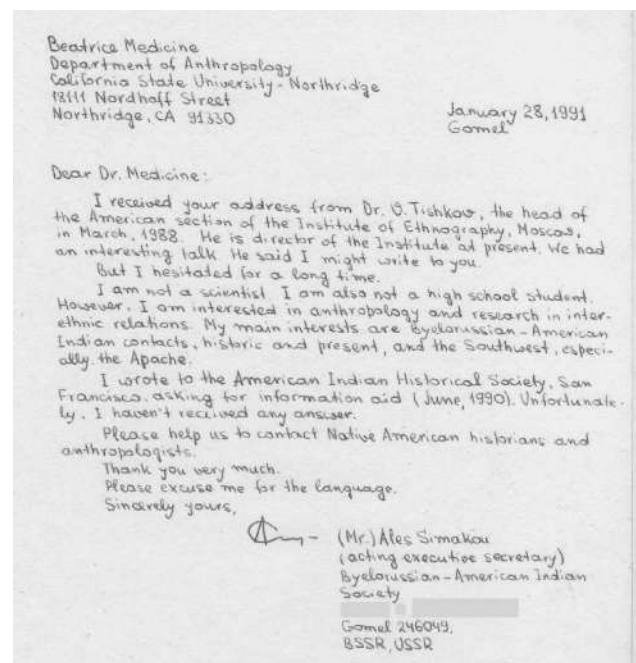 Beatrice Medicine
Department of Anthropology
California State University - Northridge
18111 Nordhoff Street
Northridge, CA 91330
January 28, 1991
Gomel
Dear Dr. Medicine:
I received your address from Dr. V. Tishkov, the head of
the American section of the Institute of Ethnography, Moscow,
in March, 1988. He is director of the Institute at present. We had
an interesting talk. He said I might write to you.
But I hesitated for a long time.
I am not a scientist. I am also not a high school student.
However, I am interested in anthropology and research in inter-
ethnic relations. My main interests are Byelorussian-American
Indian contacts, historic and present, and the Southwest, especi-
ally the Apache.
I wrote to the American Indian Historical Society, San
Francisco, asking for information aid (June, 1990). Unfortunate-
ly, I haven't received any answer.
Please help us to contact Native American historians and
anthropologists.
Thank you very much.
Please excuse me for the language.
Sincerely yours,
(Mr.) Ales Simakou
(acting executive secretary)
Byelorussian-American Indian
Society
Gomel 246049,
BSSR, USSR